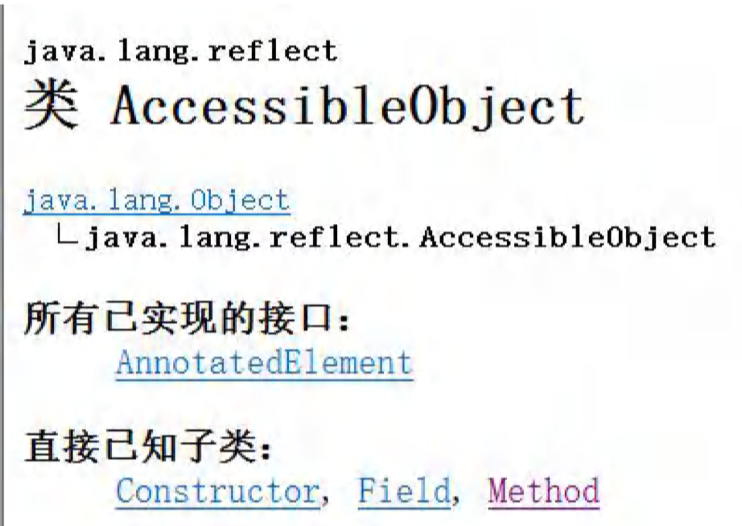 java.lang.reflect
类 AccessibleObject
java.lang.Object
└java.lang.reflect.AccessibleObject
所有已实现的接口：
AnnotatedElement
直接已知子类：
Constructor, Field, Method